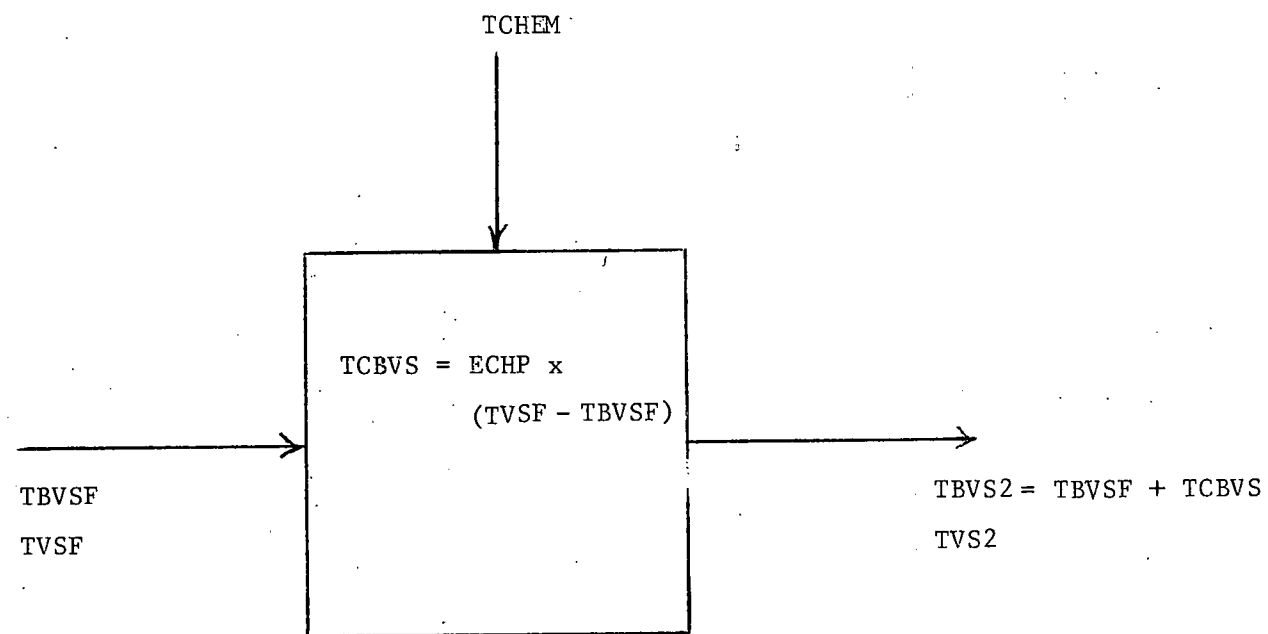 TCHEM
TCBVS = ECHP x
(TVSF - TBVSF)
TBVSF
TVSF
TBVS2 = TBVSF + TCBVS
TVS2